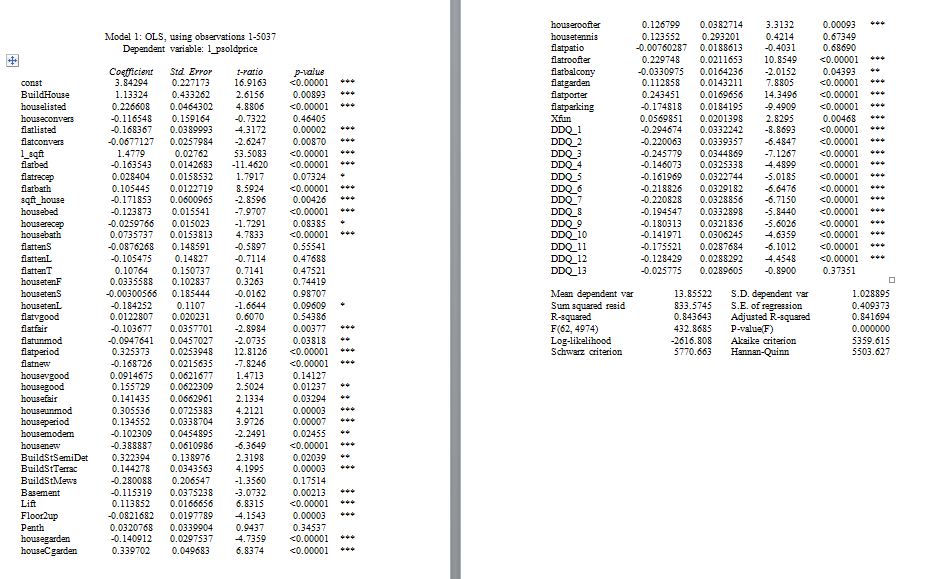 Model 1: OLS, using observations 1-5037
Dependent variable: l_psoldprice
Coefficient Std. Error t-ratio p-value
const 3.84294 0.227173 16.9163 <0.00001 ***
BuildHouse 1.13324 0.433262 2.6156 0.00893 ***
houselisted 0.226608 0.0464302 4.8806 <0.00001 ***
houseconvers -0.116548 0.159164 -0.7322 0.46405
flatlisted -0.168367 0.0389993 -4.3172 0.00002 ***
flatconvers -0.0677127 0.0257984 -2.6247 0.00870 ***
l_sqft 1.4779 0.02762 53.5083 <0.00001 ***
flatbed -0.163543 0.0142683 -11.4620 <0.00001 ***
flatrecep 0.028404 0.0158532 1.7917 0.07324 *
flatbath 0.105445 0.0122719 8.5924 <0.00001 ***
sqft_house -0.171853 0.0600965 -2.8596 0.00426 ***
housebed -0.123873 0.015541 -7.9707 <0.00001 ***
houserecep -0.0259766 0.015023 -1.7291 0.08385 *
housebath 0.0735737 0.0153813 4.7833 <0.00001 ***
flattenS -0.0876268 0.148591 -0.5897 0.55541
flattenL -0.105475 0.14827 -0.7114 0.47688
flattenT 0.10764 0.150737 0.7141 0.47521
housetenF 0.0335588 0.102837 0.3263 0.74419
housetenS -0.00300566 0.185444 -0.0162 0.98707
housetenL -0.184252 0.1107 -1.6644 0.09609 *
flatvgood 0.0122807 0.020231 0.6070 0.54386
flatfair -0.103677 0.0357701 -2.8984 0.00377 ***
flatunmod -0.0947641 0.0457027 -2.0735 0.03818 **
flatperiod 0.325373 0.0253948 12.8126 <0.00001 ***
flatnew -0.168726 0.0215635 -7.8246 <0.00001 ***
housevgood 0.0914675 0.0621677 1.4713 0.14127
housegood 0.155729 0.0622309 2.5024 0.01237 **
housefair 0.141435 0.0662961 2.1334 0.03294 **
houseunmod 0.305536 0.0725383 4.2121 0.00003 ***
houseperiod 0.134552 0.0338704 3.9726 0.00007 ***
housemodern -0.102309 0.0454895 -2.2491 0.02455 **
housenew -0.388887 0.0610986 -6.3649 <0.00001 ***
BuildStSemiDet 0.322394 0.138976 2.3198 0.02039 **
BuildStTerrac 0.144278 0.0343563 4.1995 0.00003 ***
BuildStMews -0.280088 0.206547 -1.3560 0.17514
Basement -0.115319 0.0375238 -3.0732 0.00213 ***
Lift 0.113852 0.0166656 6.8315 <0.00001 ***
Floor2up -0.0821682 0.0197789 -4.1543 0.00003 ***
Penth 0.0320768 0.0339904 0.9437 0.34537
housegarden -0.140912 0.0297537 -4.7359 <0.00001 ***
houseCgarden 0.339702 0.049683 6.8374 <0.00001 ***
houseroofter 0.126799 0.0382714 3.3132 0.00093 ***
housetennis 0.123552 0.293201 0.4214 0.67349
flatpatio -0.00760287 0.0188613 -0.4031 0.68690
flatroofter 0.229748 0.0211653 10.8549 <0.00001 ***
flatbalcony -0.0330975 0.0164236 -2.0152 0.04393 **
flatgarden 0.112858 0.0143211 7.8805 <0.00001 ***
flatporter 0.243451 0.0169656 14.3496 <0.00001 ***
flatparking -0.174818 0.0184195 -9.4909 <0.00001 ***
Xfun 0.0569851 0.0201398 2.8295 0.00468 ***
DDQ_1 -0.294674 0.0332242 -8.8693 <0.00001 ***
DDQ_2 -0.220063 0.0339357 -6.4847 <0.00001 ***
DDQ_3 -0.245779 0.0344869 -7.1267 <0.00001 ***
DDQ_4 -0.146073 0.0325338 -4.4899 <0.00001 ***
DDQ_5 -0.161969 0.0322744 -5.0185 <0.00001 ***
DDQ_6 -0.218826 0.0329182 -6.6476 <0.00001 ***
DDQ_7 -0.220828 0.0328856 -6.7150 <0.00001 ***
DDQ_8 -0.194547 0.0332898 -5.8440 <0.00001 ***
DDQ_9 -0.180313 0.0321836 -5.6026 <0.00001 ***
DDQ_10 -0.141971 0.0306245 -4.6359 <0.00001 ***
DDQ_11 -0.175521 0.0287684 -6.1012 <0.00001 ***
DDQ_12 -0.128429 0.0288292 -4.4548 <0.00001 ***
DDQ_13 -0.025775 0.0289605 -0.8900 0.37351
Mean dependent var 13.85522 S.D. dependent var 1.028895
Sum squared resid 833.5745 S.E. of regression 0.409373
R-squared 0.843643 Adjusted R-squared 0.841694
F(62, 4974) 432.8685 P-value(F) 0.000000
Log-likelihood -2616.808 Akaike criterion 5359.615
Schwarz criterion 5770.663 Hannan-Quinn 5503.627